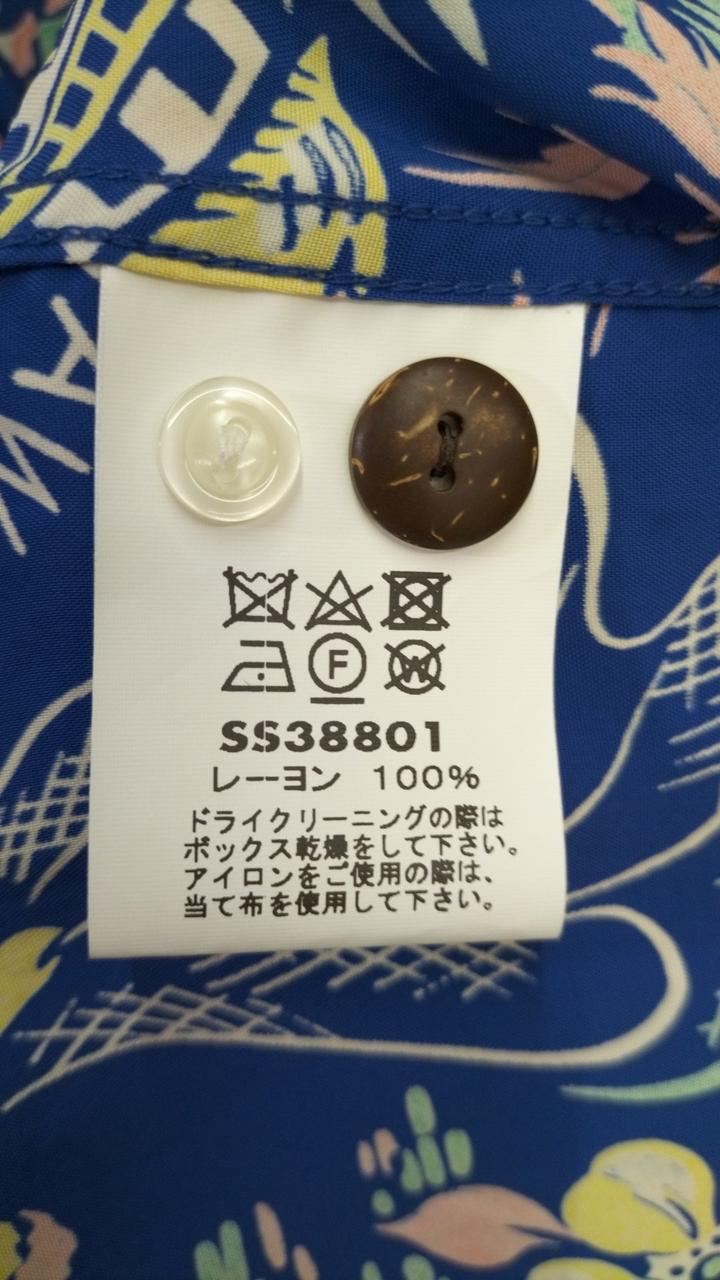 F
W
SS38801
レーヨン 100%
ドライクリーニングの際は
ボックス乾燥をして下さい。
アイロンをご使用の際は、
当て布を使用して下さい。